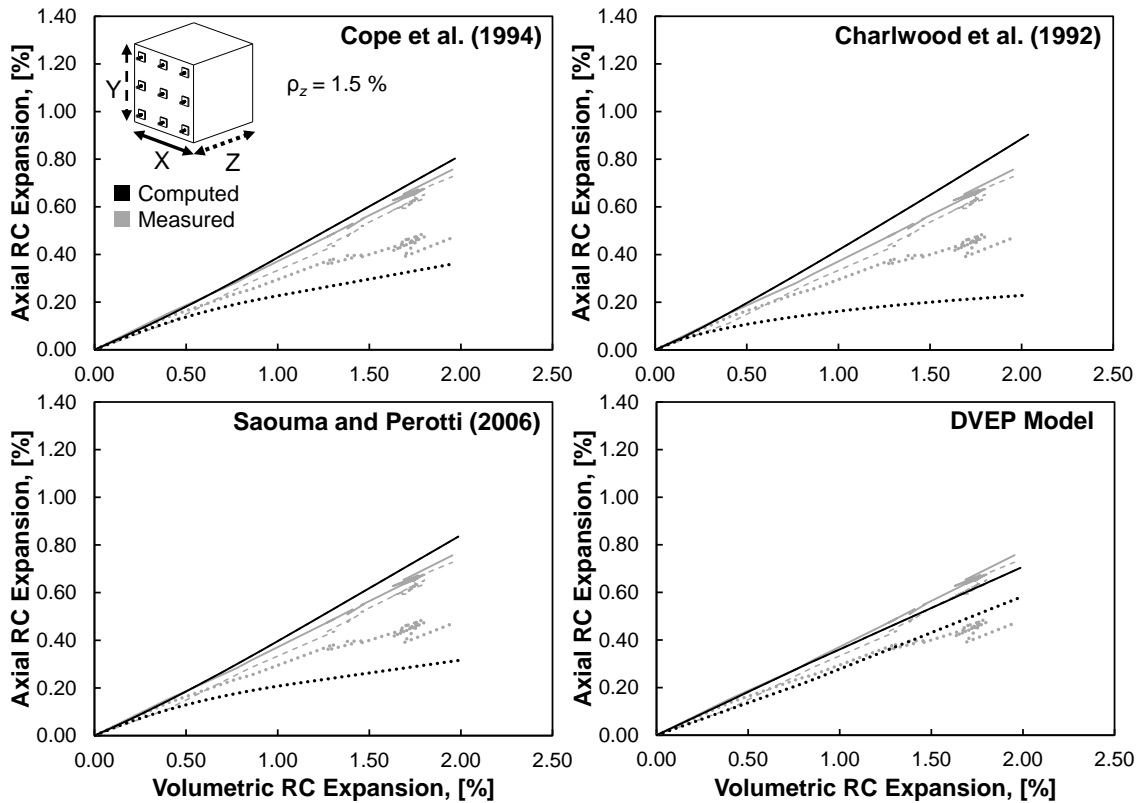 Cope et al. (1994)
Axial RC Expansion, [%]
1.40
1.20
1.00
0.80
0.60
0.40
0.20
0.00
0.00 0.50 1.00 1.50 2.00 2.50
Y
X
Z
ρz = 1.5 %
Computed
Measured
Charlwood et al. (1992)
Axial RC Expansion, [%]
1.40
1.20
1.00
0.80
0.60
0.40
0.20
0.00
0.00 0.50 1.00 1.50 2.00 2.50
Saouma and Perotti (2006)
Axial RC Expansion, [%]
1.40
1.20
1.00
0.80
0.60
0.40
0.20
0.00
0.00 0.50 1.00 1.50 2.00 2.50
Volumetric RC Expansion, [%]
DVEP Model
Axial RC Expansion, [%]
1.40
1.20
1.00
0.80
0.60
0.40
0.20
0.00
0.00 0.50 1.00 1.50 2.00 2.50
Volumetric RC Expansion, [%]